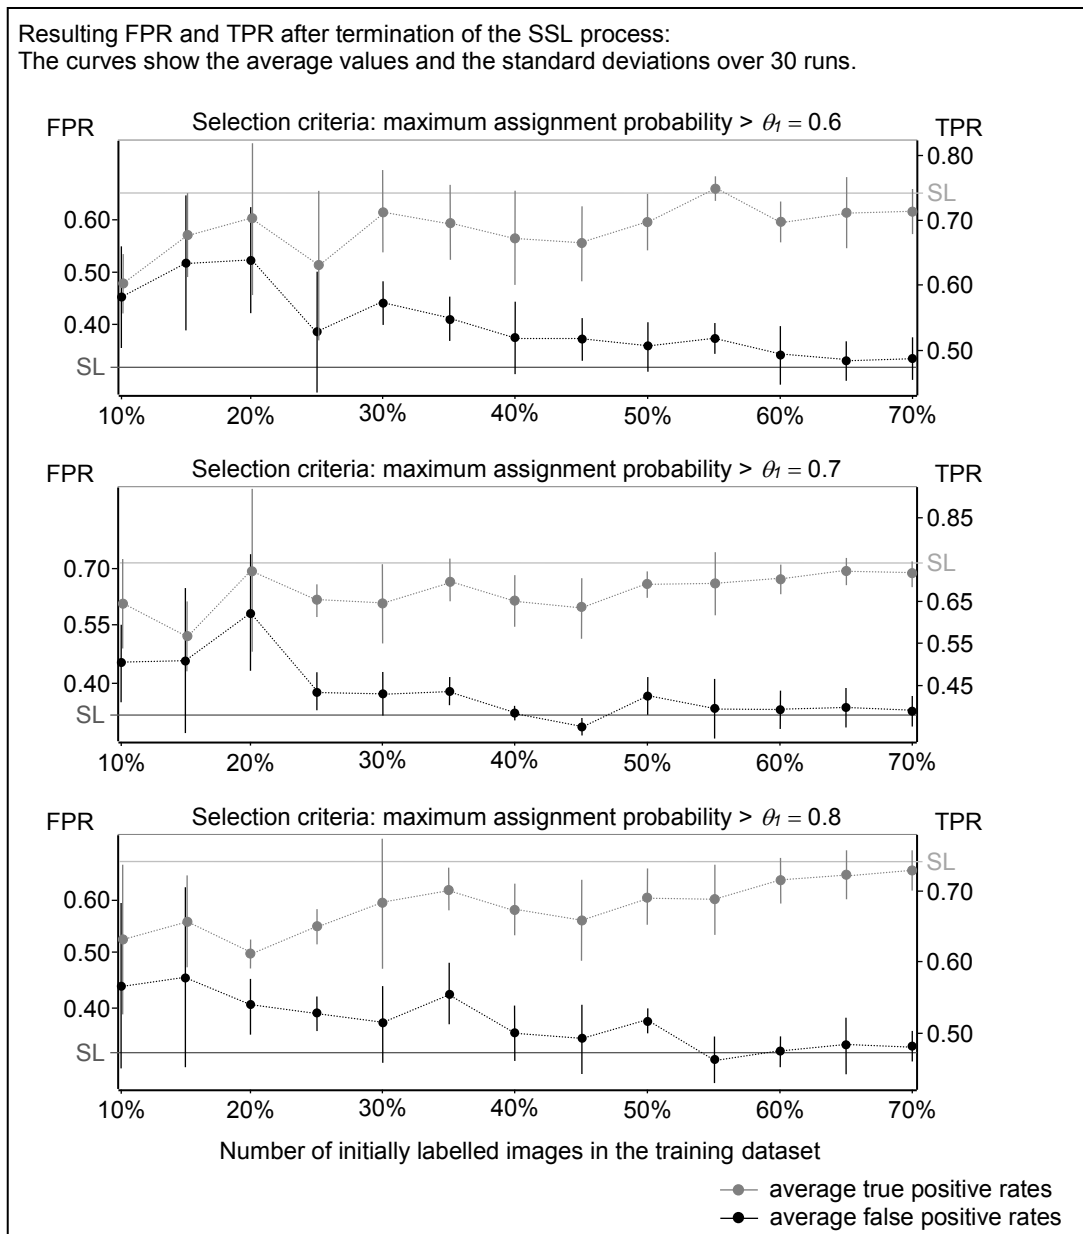 Resulting FPR and TPR after termination of the SSL process:
The curves show the average values and the standard deviations over 30 runs.
FPR
Selection criteria: maximum assignment probability > θ1 = 0.6
TPR
0.80
SL
0.60
0.70
0.50
0.60
0.40
0.50
SL
10% 20% 30% 40% 50% 60% 70%
FPR
Selection criteria: maximum assignment probability > θ1 = 0.7
TPR
0.85
SL
0.70
0.65
0.55
0.55
0.40
0.45
SL
10% 20% 30% 40% 50% 60% 70%
FPR
Selection criteria: maximum assignment probability > θ1 = 0.8
TPR
SL
0.60
0.70
0.50
0.60
0.40
0.50
SL
10% 20% 30% 40% 50% 60% 70%
Number of initially labelled images in the training dataset
average true positive rates
average false positive rates